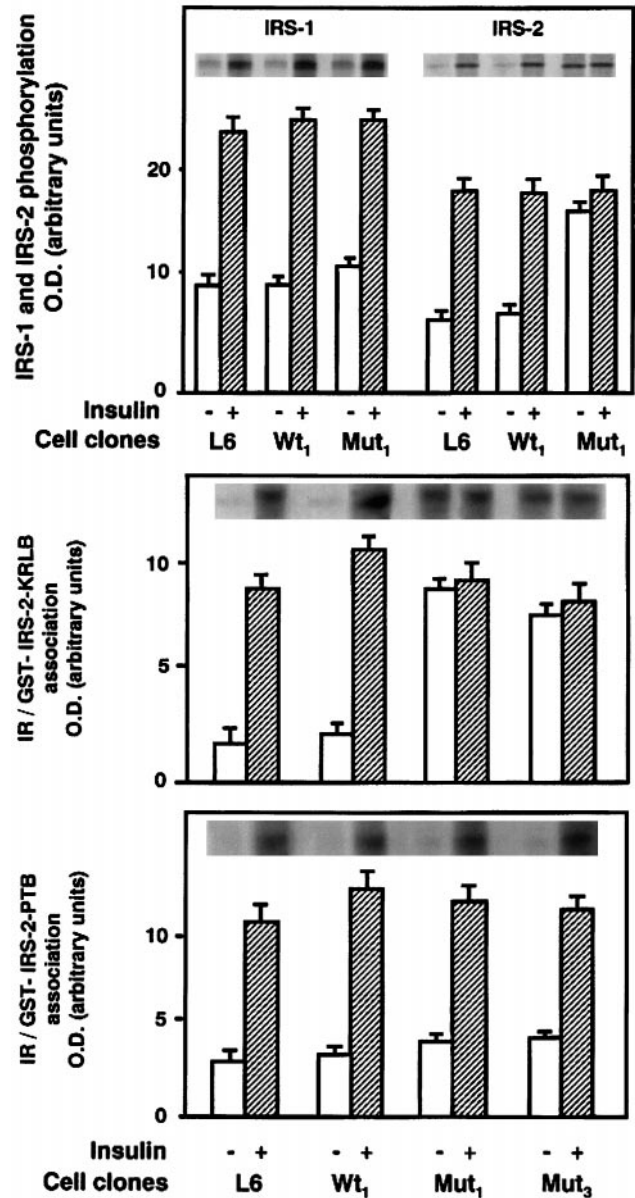 IRS-1 IRS-2
IRS-1 and IRS-2 phosphorylation
O.D. (arbitrary units)
20
10
0
Insulin - + - + - + - + - + - +
Cell clones L6 Wt1 Mut1 L6 Wt1 Mut1
IR / GST- IRS-2-KRLB
association
O.D. (arbitrary units)
10
5
0
IR / GST- IRS-2-PTB
association
O.D. (arbitrary units)
10
5
0
Insulin - + - + - + - +
Cell clones L6 Wt1 Mut1 Mut3